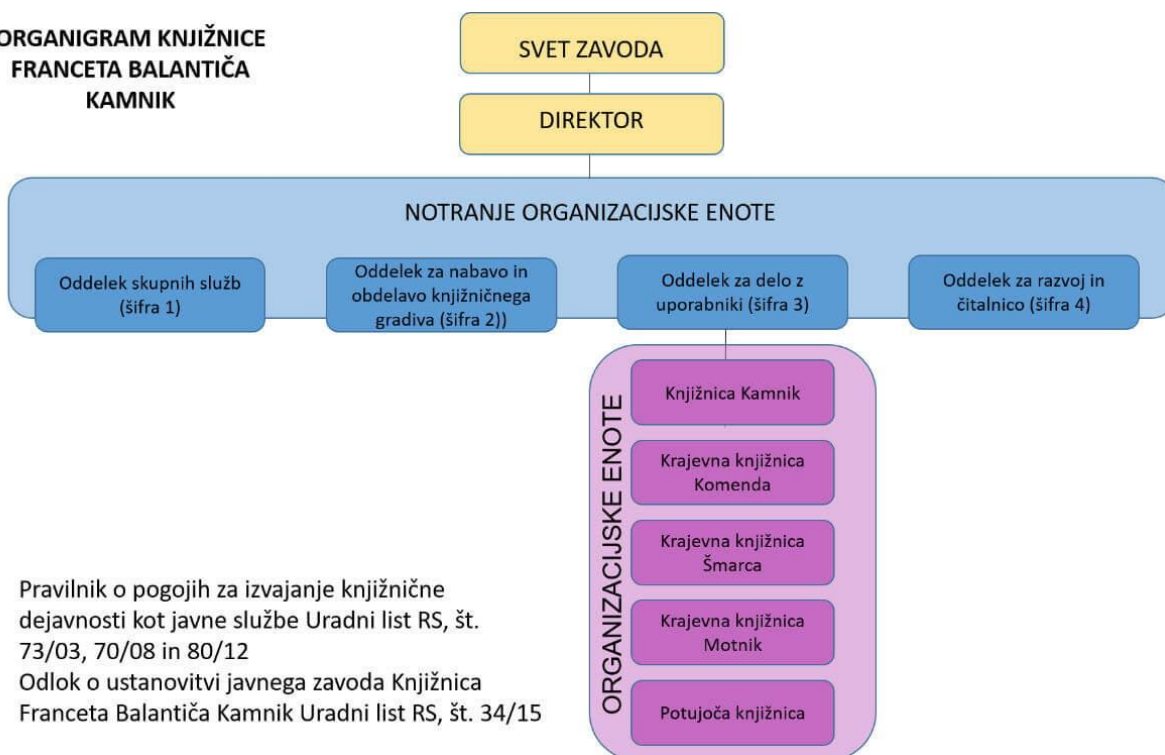 ORGANIGRAM KNJIŽNICE
FRANCETA BALANTIČA
KAMNIK
SVET ZAVODA
DIREKTOR
NOTRANJE ORGANIZACIJSKE ENOTE
Oddelek skupnih služb
(šifra 1)
Oddelek za nabavo in
obdelavo knjižničnega
gradiva (šifra 2))
Oddelek za delo z
uporabniki (šifra 3)
Oddelek za razvoj in
čitalnico (šifra 4)
ORGANIZACIJSKE ENOTE
Knjižnica Kamnik
Krajevna knjižnica
Komenda
Krajevna knjižnica
Šmarca
Krajevna knjižnica
Motnik
Potujoča knjižnica
Pravilnik o pogojih za izvajanje knjižnične
dejavnosti kot javne službe Uradni list RS, št.
73/03, 70/08 in 80/12
Odlok o ustanovitvi javnega zavoda Knjižnica
Franceta Balantiča Kamnik Uradni list RS, št. 34/15